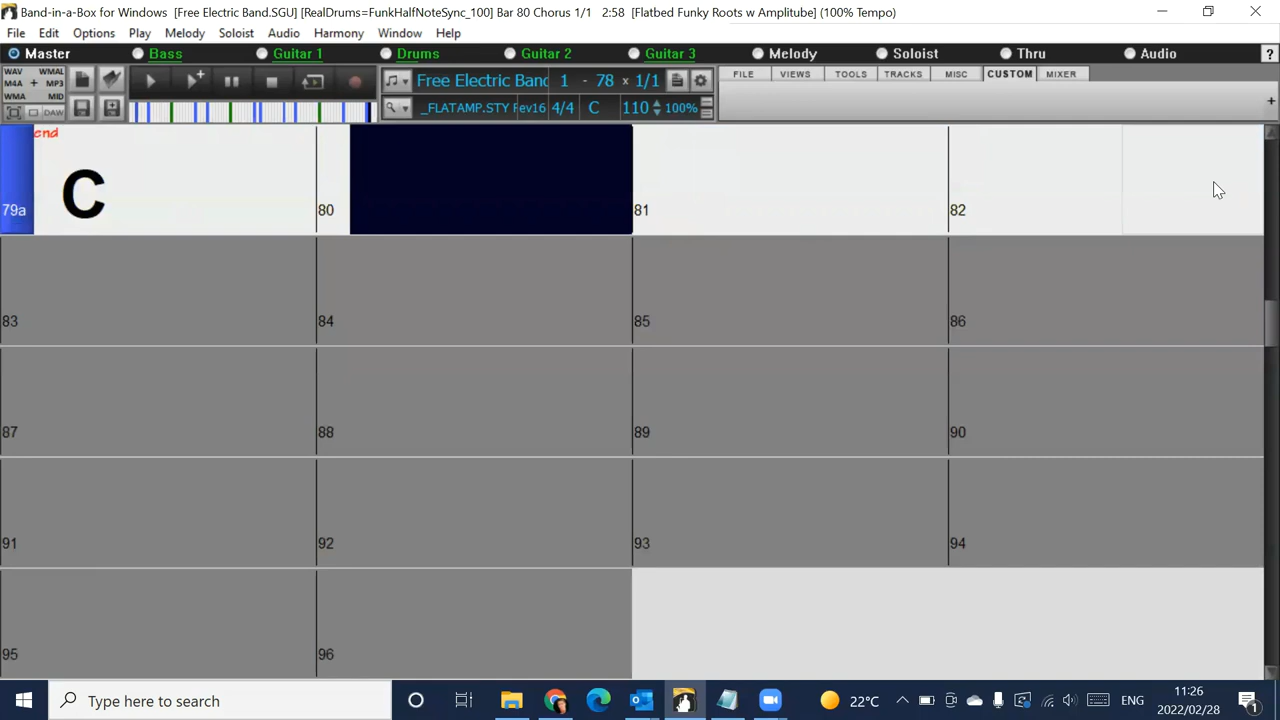 Band-in-a-Box for Windows [Free Electric Band.SGU] [RealDrums=FunkHalfNoteSync_100] Bar 80 Chorus 1/1 2:58 [Flatbed Funky Roots w Amplitube] (100% Tempo)
File Edit Options Play Melody Soloist Audio Harmony Window Help
Master Bass Guitar 1 Drums Guitar 2 Guitar 3 Melody Soloist Thru Audio ?
WAV WMAL
M4A + MP3
WMA MID
DAW
Free Electric Band 1 - 78 x 1/1
_FLATAMP.STY Rev16 4/4 C 110 100%
FILE VIEWS TOOLS TRACKS MISC CUSTOM MIXER
+
end
C
79a 80 81 82
83 84 85 86
87 88 89 90
91 92 93 94
95 96
Type here to search
22°C ENG 11:26
2022/02/28
1